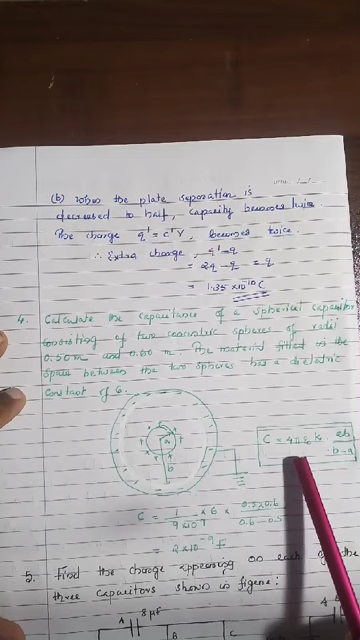 (b) When the plate separation is
decreased to half, capacity becomes twice
The charge q' = c'V, becomes twice.
∴ Extra charge = q' - q
= 2q - q = q
= 1.35 × 10⁻¹⁰ C
4. Calculate the capacitance of a spherical capacitor
consisting of two concentric spheres of radii
0.50 m and 0.60 m. The material filled in the
space between the two spheres has a dielectric
constant of 6.
a
b
C = 4πε₀ k ab
b-a
C = 1 × 6 × 0.5 × 0.6
9×10⁹ 0.6 - 0.5
= 2 × 10⁻⁹ F
5. Find the charge appearing on each of the
three capacitors shown in figure:
A 8μF
B C